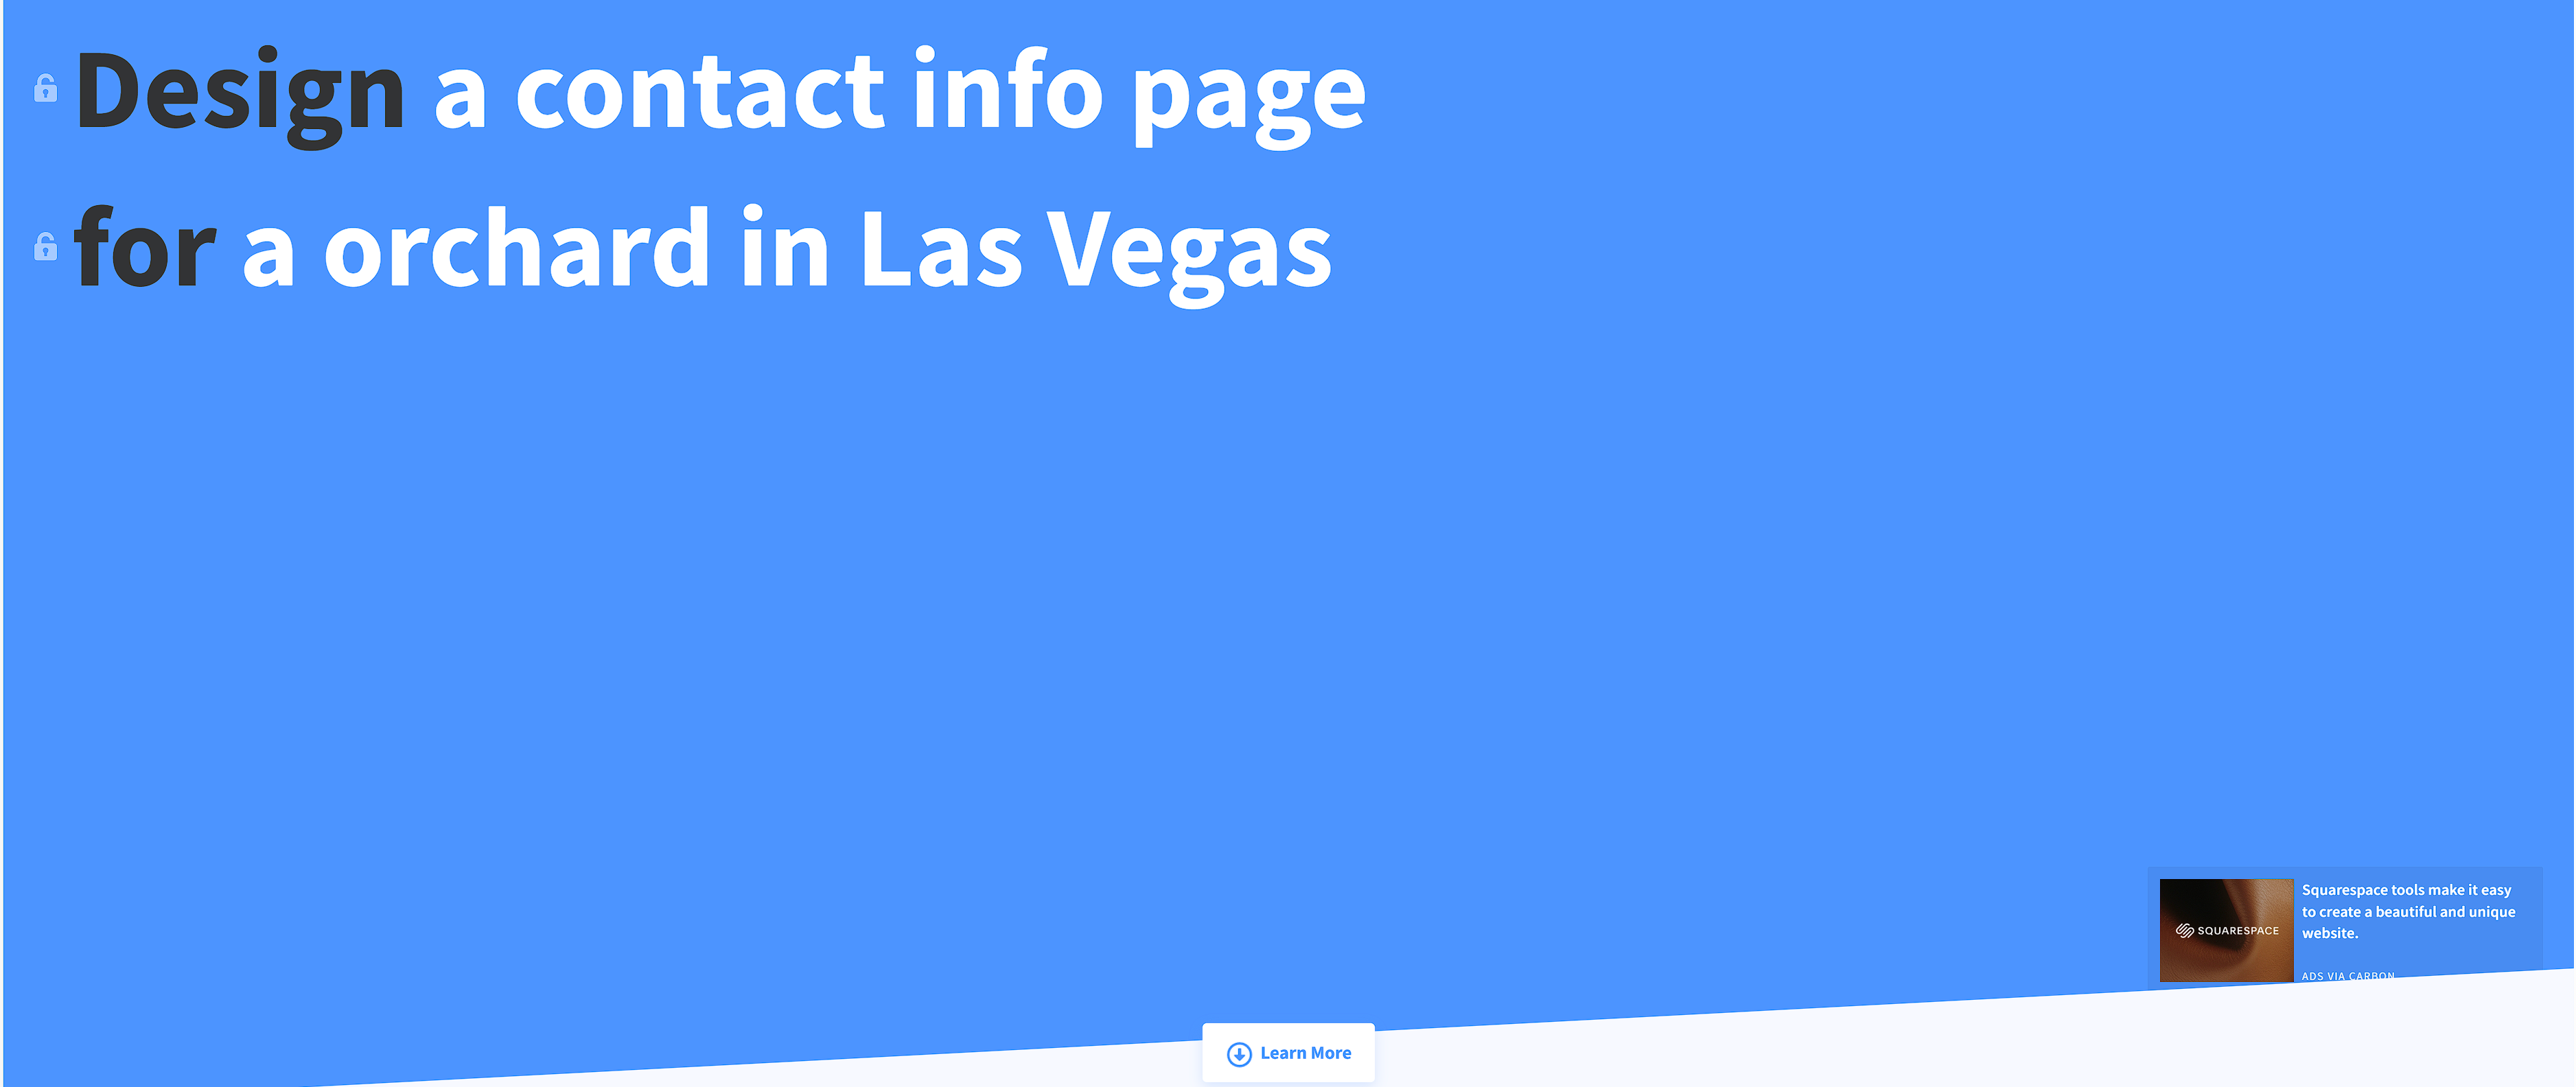 Design a contact info page
for a orchard in Las Vegas
SQUARESPACE
Squarespace tools make it easy
to create a beautiful and unique
website.
ADS VIA CARBON
Learn More